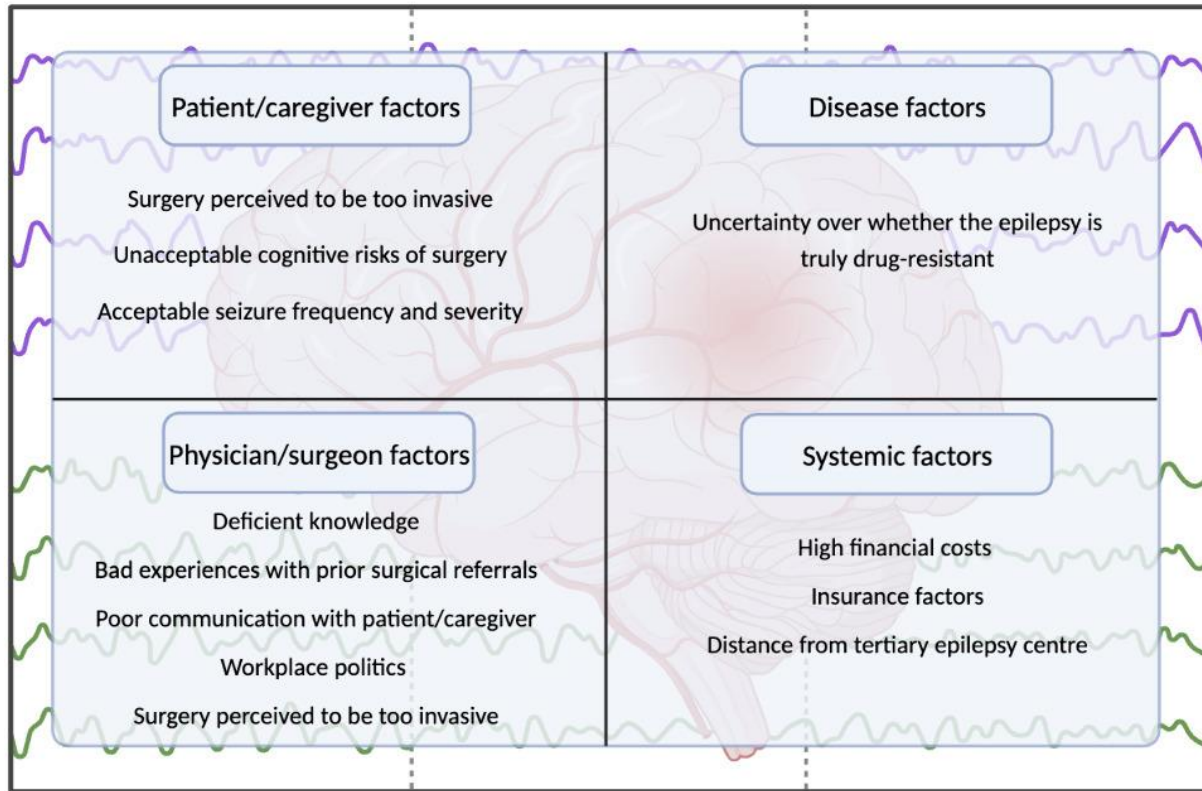 Patient/caregiver factors
Surgery perceived to be too invasive
Unacceptable cognitive risks of surgery
Acceptable seizure frequency and severity
Disease factors
Uncertainty over whether the epilepsy is
truly drug-resistant
Physician/surgeon factors
Deficient knowledge
Bad experiences with prior surgical referrals
Poor communication with patient/caregiver
Workplace politics
Surgery perceived to be too invasive
Systemic factors
High financial costs
Insurance factors
Distance from tertiary epilepsy centre